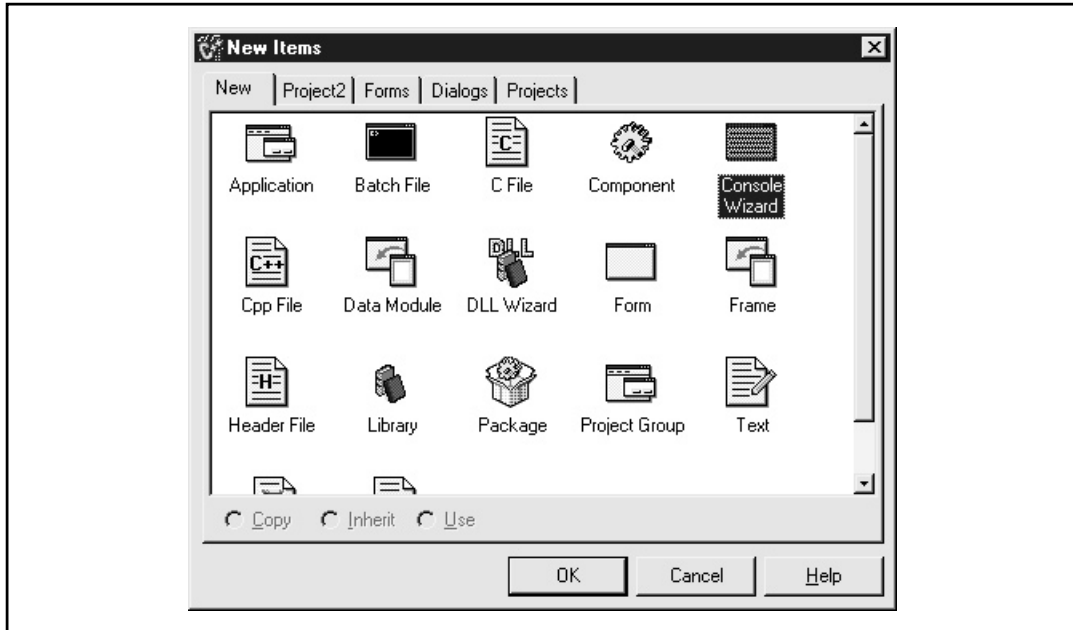 New Items
New Project2 Forms Dialogs Projects
Application Batch File C File Component Console Wizard
Cpp File Data Module DLL Wizard Form Frame
Header File Library Package Project Group Text
Copy Inherit Use
OK Cancel Help